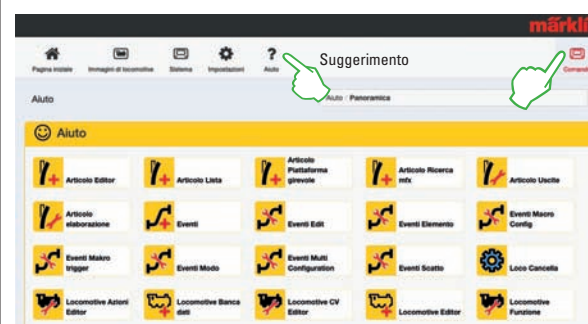 märkli
Pagina iniziale
Immagini di locomotive
Sistema
Impostazioni
?
Aiuto
Suggerimento
Comandi
Aiuto
Aiuto / Panoramica
Aiuto
Articolo Editor
Articolo Lista
Articolo
Piattaforma
girevole
Articolo Ricerca
mfx
Articolo Uscite
Articolo
elaborazione
Eventi
Eventi Edit
Eventi Elemento
Eventi Macro
Config
Eventi Makro
trigger
Eventi Modo
Eventi Multi
Configuration
Eventi Scatto
Loco Cancella
Locomotive Azioni
Editor
Locomotive Banca
dati
Locomotive CV
Editor
Locomotive Editor
Locomotive
Funzione